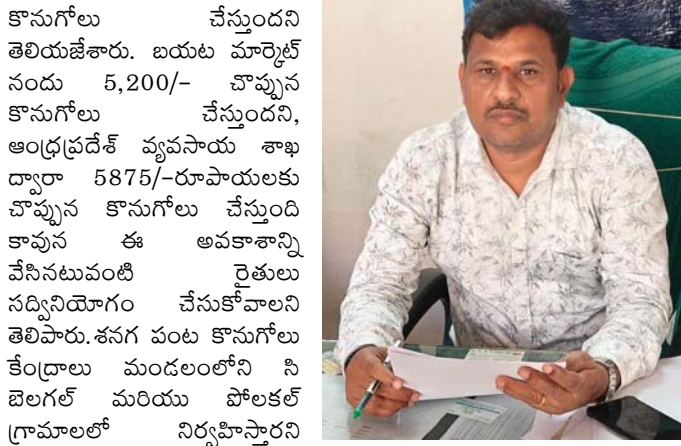 కొనుగోలు చేస్తుందని
తెలియజేశారు. బయట మార్కెట్
నందు 5,200/- చొప్పున
కొనుగోలు చేస్తుందని,
ఆంధ్రప్రదేశ్ వ్యవసాయ శాఖ
ద్వారా 5875/-రూపాయలకు
చొప్పున కొనుగోలు చేస్తుంది
కావున ఈ అవకాశాన్ని
వేసినటువంటి రైతులు
సద్వినియోగం చేసుకోవాలని
తెలిపారు.శనగ పంట కొనుగోలు
కేంద్రాలు మండలంలోని సి
బెలగల్ మరియు పోలకల్
గ్రామాలలో నిర్వహిస్తారని